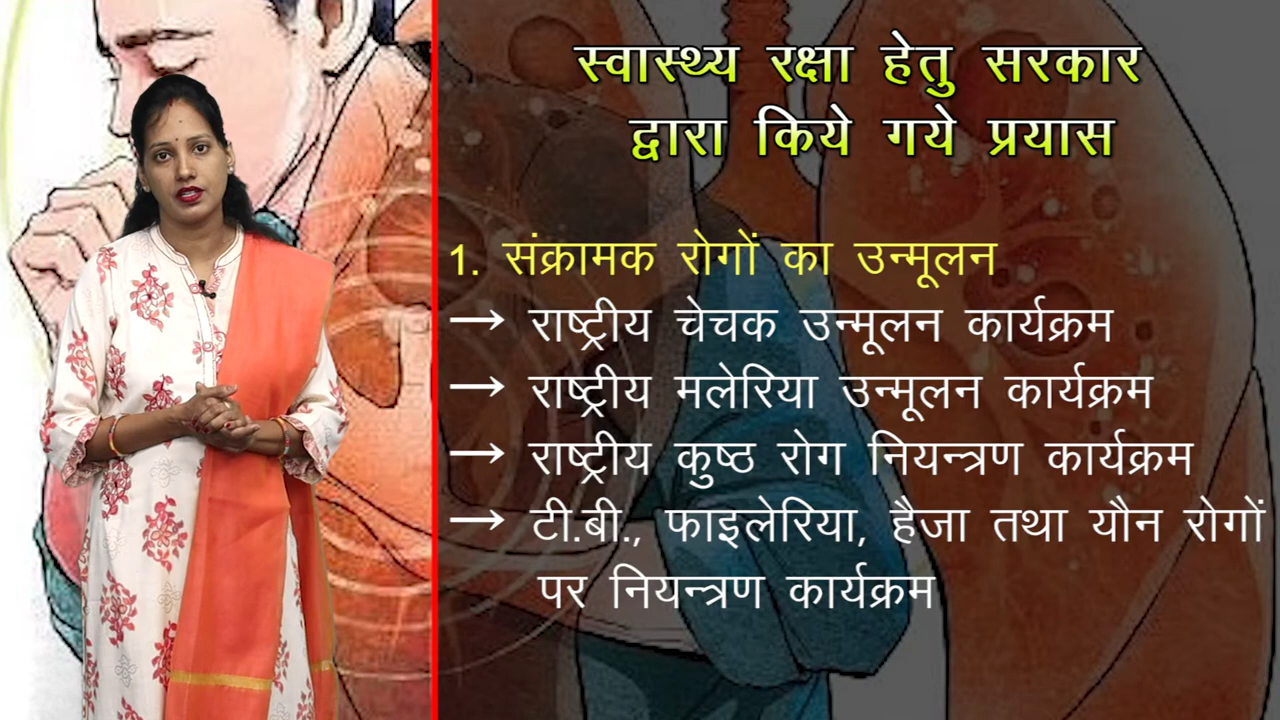 स्वास्थ्य रक्षा हेतु सरकार
द्वारा किये गये प्रयास
1. संक्रामक रोगों का उन्मूलन
→ राष्ट्रीय चेचक उन्मूलन कार्यक्रम
→ राष्ट्रीय मलेरिया उन्मूलन कार्यक्रम
→ राष्ट्रीय कुष्ठ रोग नियन्त्रण कार्यक्रम
→ टी.बी., फाइलेरिया, हैजा तथा यौन रोगों
पर नियन्त्रण कार्यक्रम